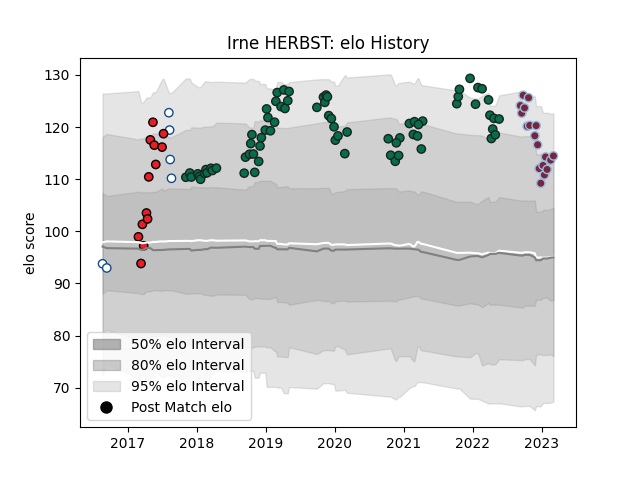 Irne HERBST: elo History
elo score
130
120
110
100
90
80
70
50% elo Interval
80% elo Interval
95% elo Interval
Post Match elo
2017 2018 2019 2020 2021 2022 2023